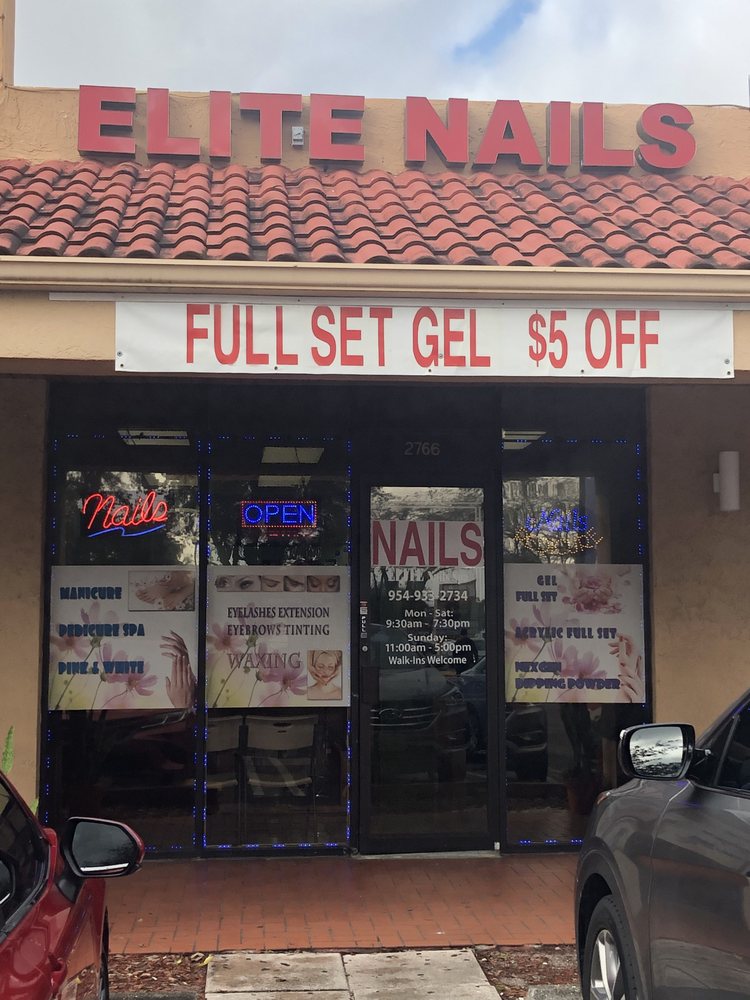 ELITE NAILS
FULL SET GEL $5 OFF
2766
Nails
OPEN
NAILS
954-933-2734
Mon - Sat:
9:30am - 7:30pm
Sunday:
11:00am - 5:00pm
Walk-Ins Welcome
MANICURE
PEDICURE SPA
PINK & WHITE
EYELASHES EXTENSION
EYEBROWS TINTING
WAXING
GEL
FULL SET
ACRYLIC FULL SET
NEXGEN
DIPPING POWDER